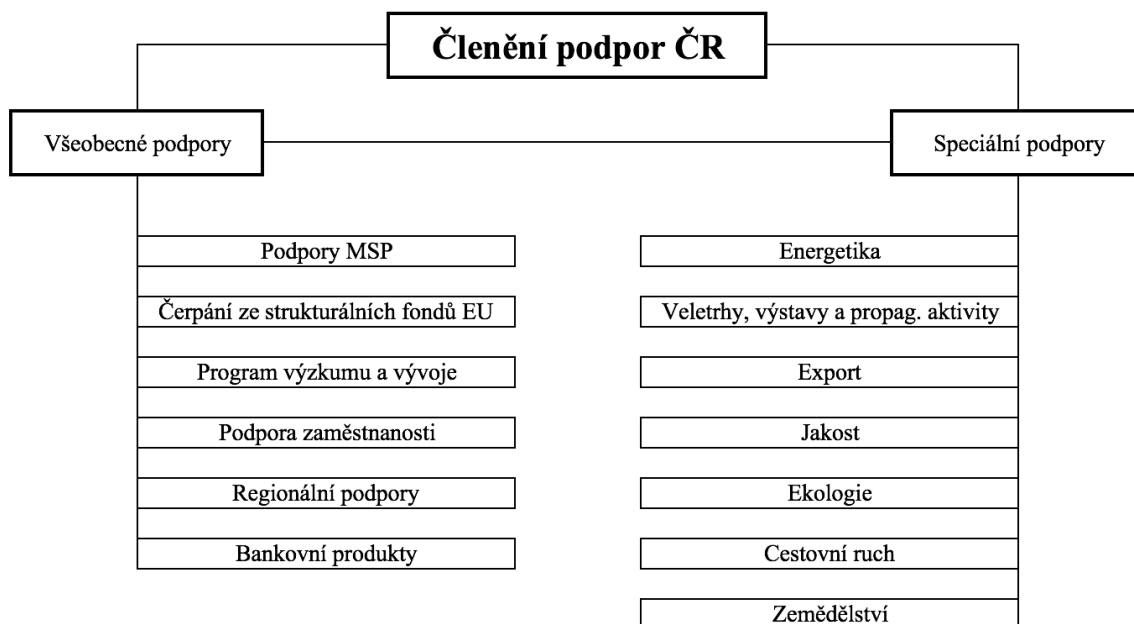 Členění podpor ČR
Všeobecné podpory
Speciální podpory
Podpory MSP
Čerpání ze strukturálních fondů EU
Program výzkumu a vývoje
Podpora zaměstnanosti
Regionální podpory
Bankovní produkty
Energetika
Veletrhy, výstavy a propag. aktivity
Export
Jakost
Ekologie
Cestovní ruch
Zemědělství